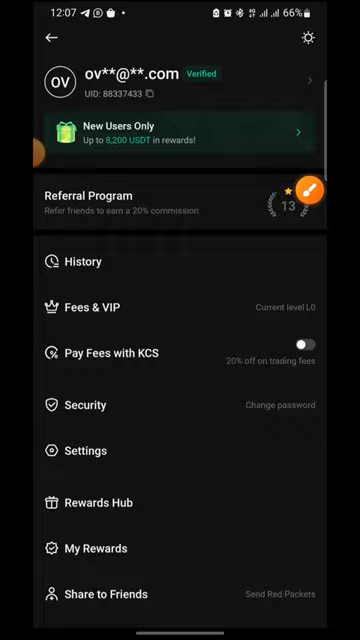 12:07
66%
OV
ov**@**.com Verified
UID: 88337433
New Users Only
Up to 8,200 USDT in rewards!
Referral Program
Refer friends to earn a 20% commission
13
History
Fees & VIP
Current level L0
Pay Fees with KCS
20% off on trading fees
Security
Change password
Settings
Rewards Hub
My Rewards
Share to Friends
Send Red Packets